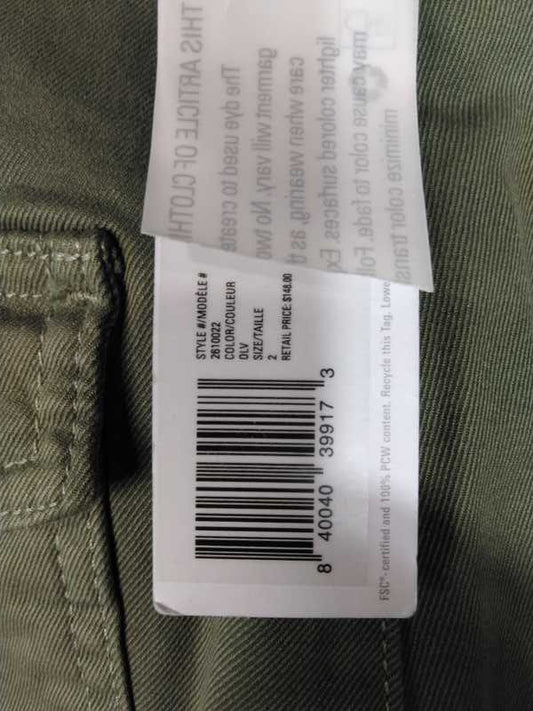 STYLE #/MODÈLE #
2610022
COLOR/COULEUR
OLV
SIZE/TAILLE
2
RETAIL PRICE: $148.00
8 40040 39917 3
FSC®-certified and 100% PCW content. Recycle this Tag. Lowe
THIS ARTICLE OF CLOTH
The dye used to create
garment will vary. No two
care when wearing, as t
lighter colored surfaces. Ex
may cause color to fade. Fol
minimize color trans